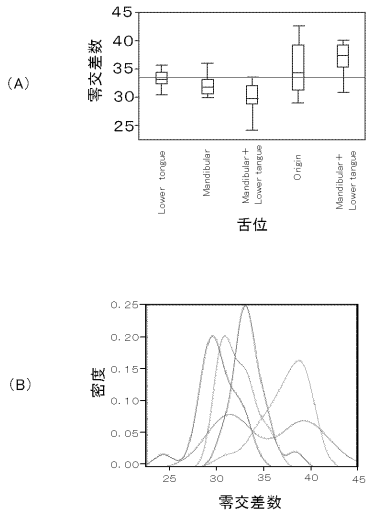 (A)
零交差数
45
40
35
30
25
Lower tongue
Mandibular
Mandibular+
Lower tangue
Origin
Mandibular+
Lower tangue
舌位
(B)
密度
0.25
0.20
0.15
0.10
0.05
0.00
25
30
35
40
45
零交差数